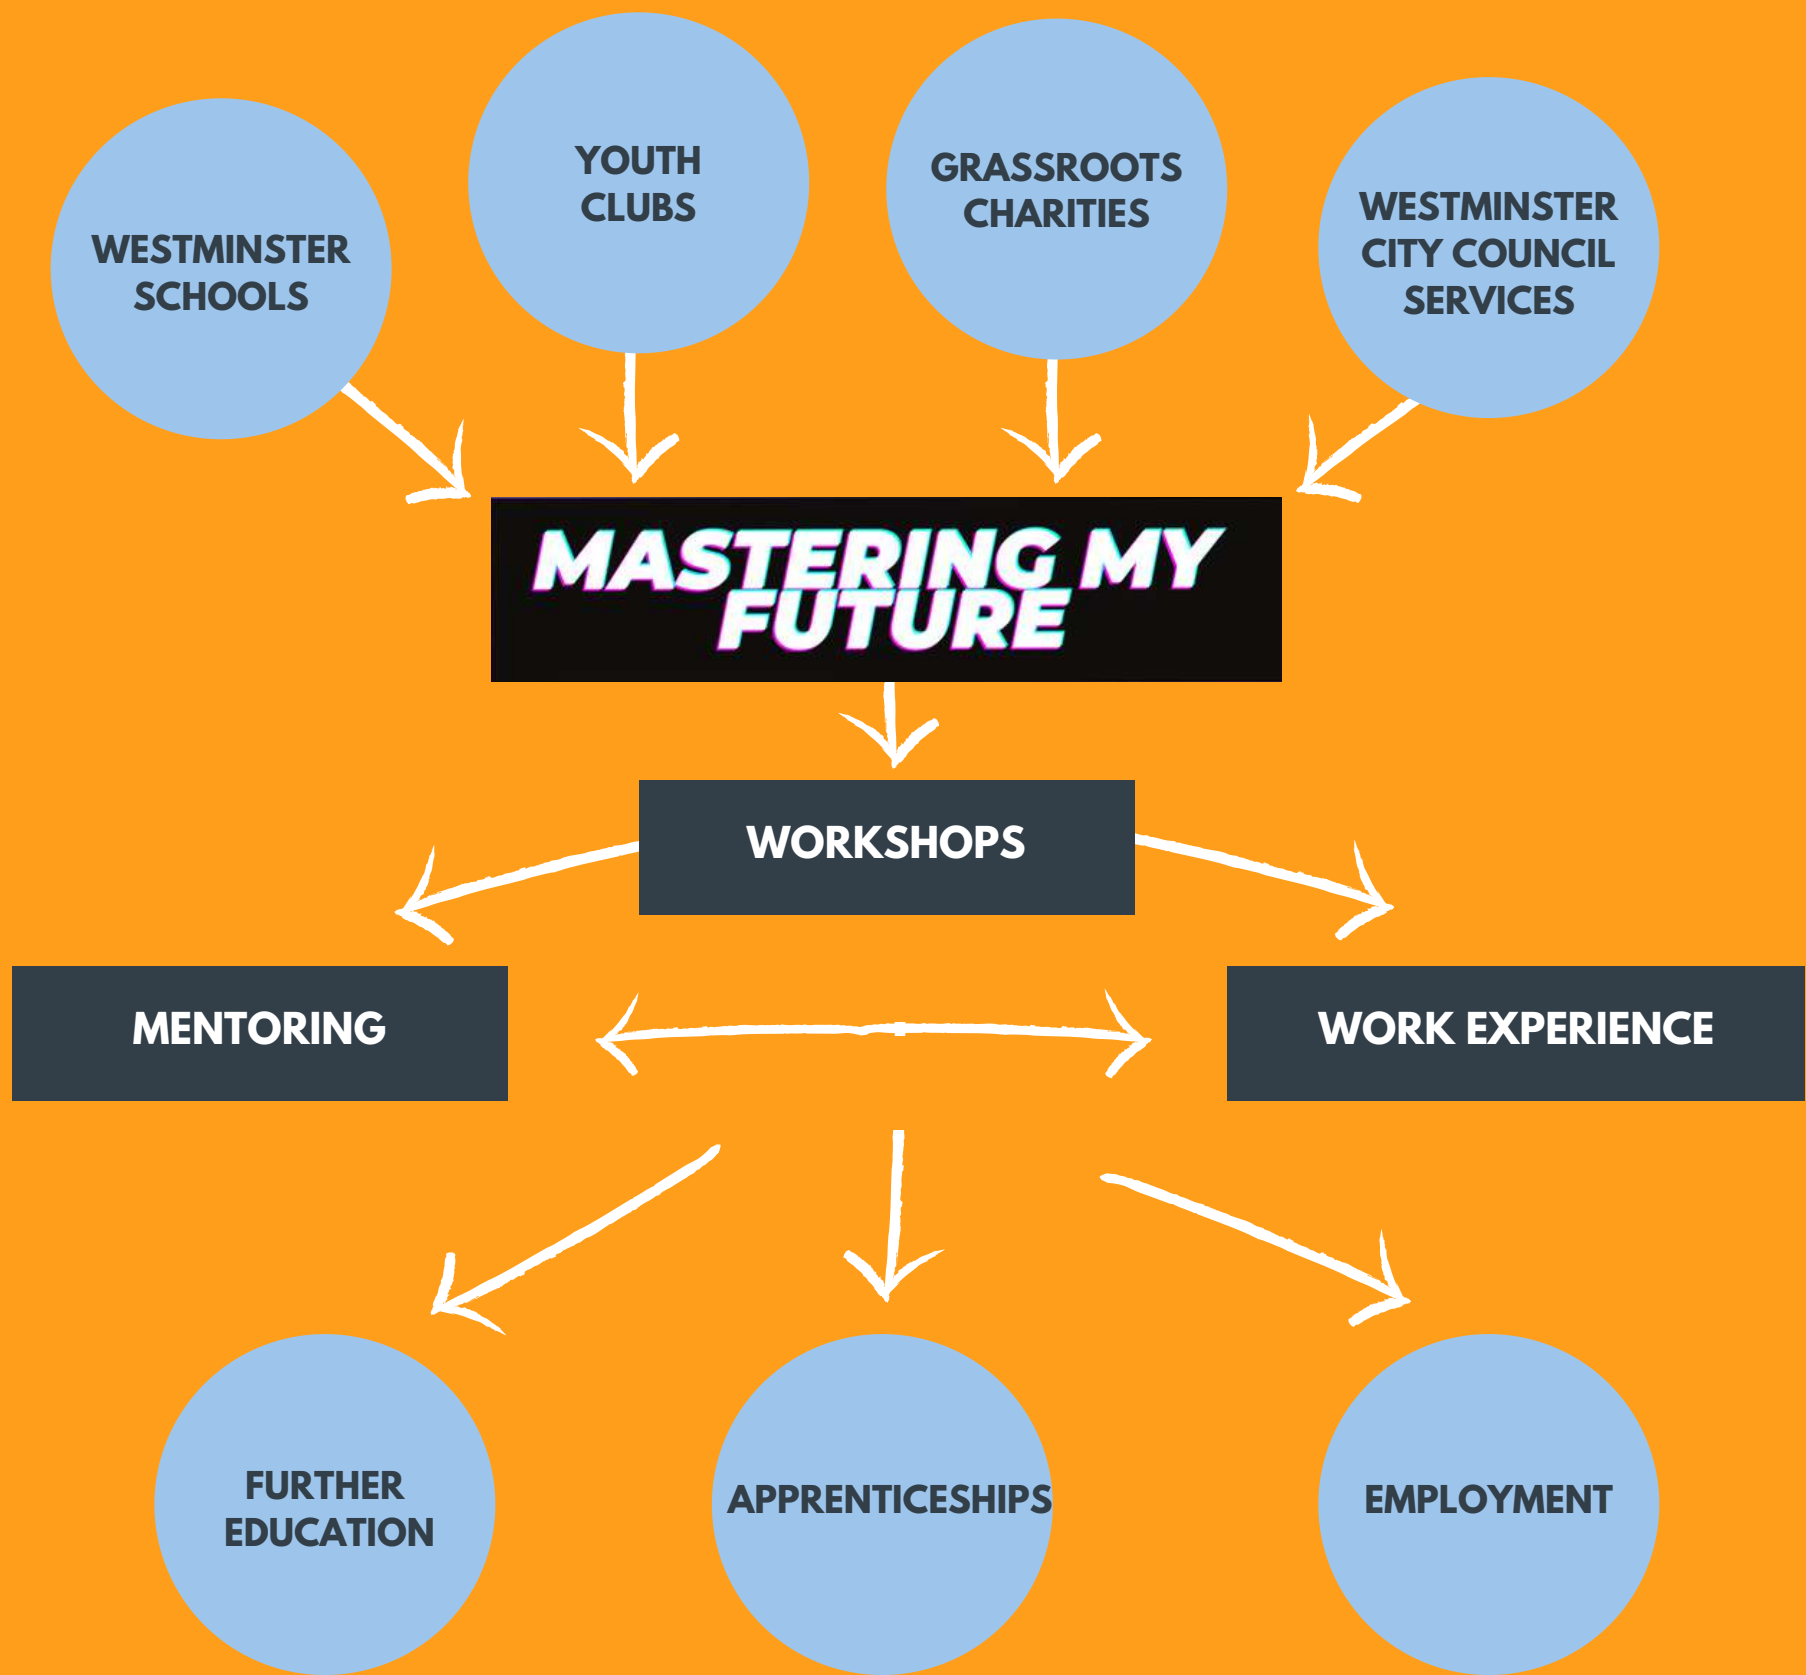 WESTMINSTER
SCHOOLS
YOUTH
CLUBS
GRASSROOTS
CHARITIES
WESTMINSTER
CITY COUNCIL
SERVICES
MASTERING MY
FUTURE
WORKSHOPS
MENTORING
WORK EXPERIENCE
FURTHER
EDUCATION
APPRENTICESHIPS
EMPLOYMENT